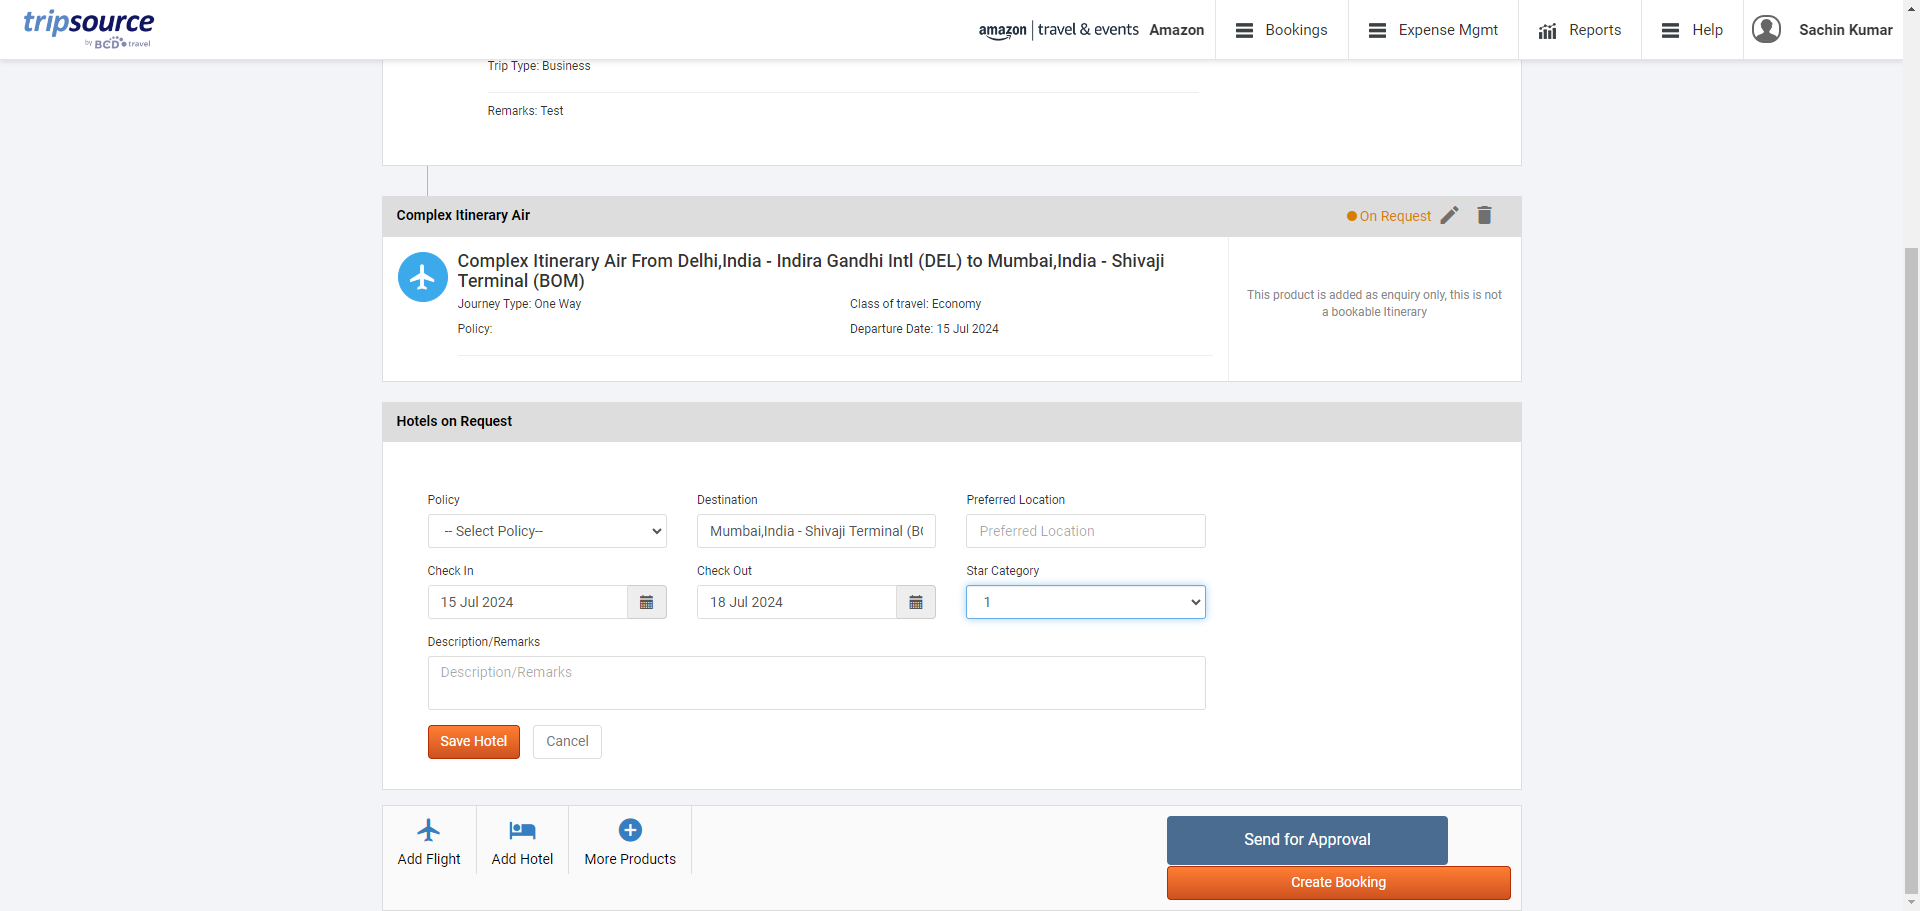 tripsource
by BCD travel
amazon travel & events Amazon
Bookings
Expense Mgmt
Reports
Help
Sachin Kumar
Trip Type: Business
Remarks: Test
Complex Itinerary Air
On Request
Complex Itinerary Air From Delhi,India - Indira Gandhi Intl (DEL) to Mumbai,India - Shivaji
Terminal (BOM)
Journey Type: One Way
Class of travel: Economy
Policy:
Departure Date: 15 Jul 2024
This product is added as enquiry only, this is not
a bookable Itinerary
Hotels on Request
Policy
Destination
Preferred Location
-- Select Policy--
Mumbai,India - Shivaji Terminal (B
Preferred Location
Check In
Check Out
Star Category
15 Jul 2024
18 Jul 2024
1
Description/Remarks
Description/Remarks
Save Hotel
Cancel
Add Flight
Add Hotel
More Products
Send for Approval
Create Booking